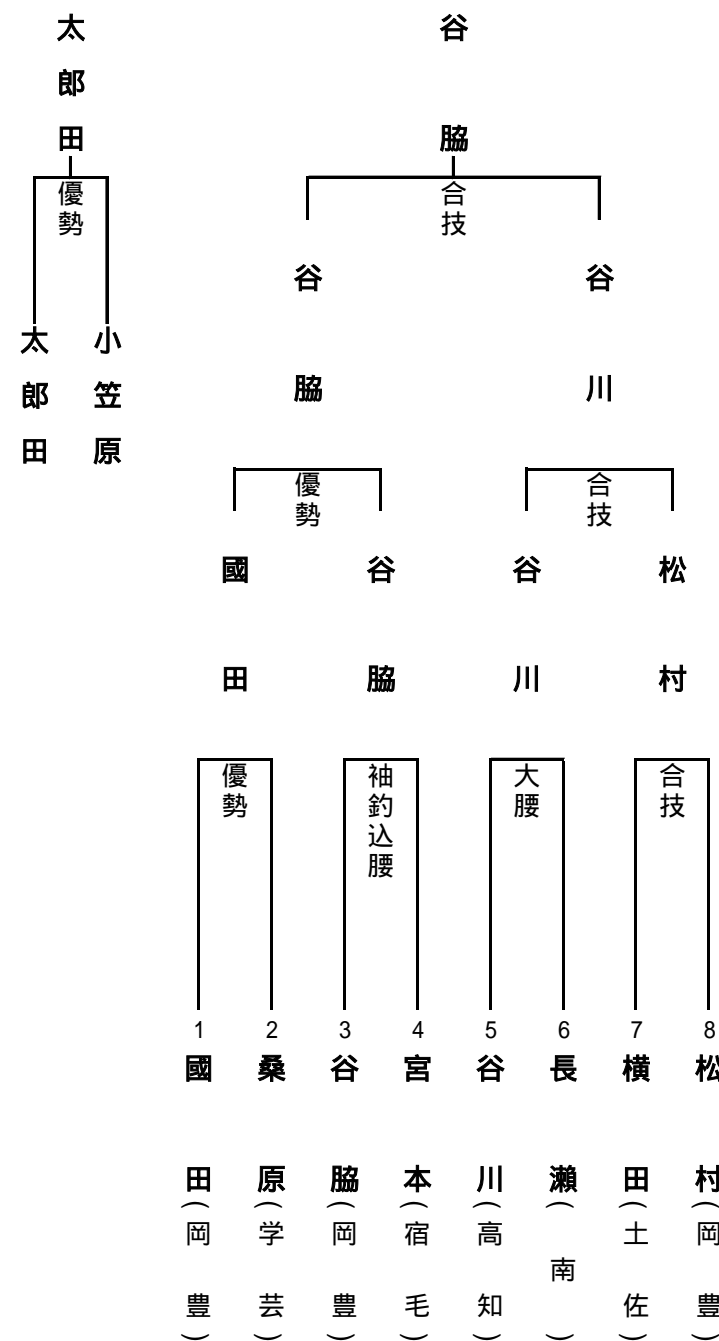 太郎田
優勢
太郎田
小笠原
谷脇
合技
谷脇
谷川
優勢
合技
國田
谷脇
谷川
松村
優勢
袖釣込腰
大腰
合技
1
國田(岡豊)
2
桑原(学芸)
3
谷脇(岡豊)
4
宮本(宿毛)
5
谷川(高知)
6
長瀬(南)
7
横田(土佐)
8
松村(岡豊)